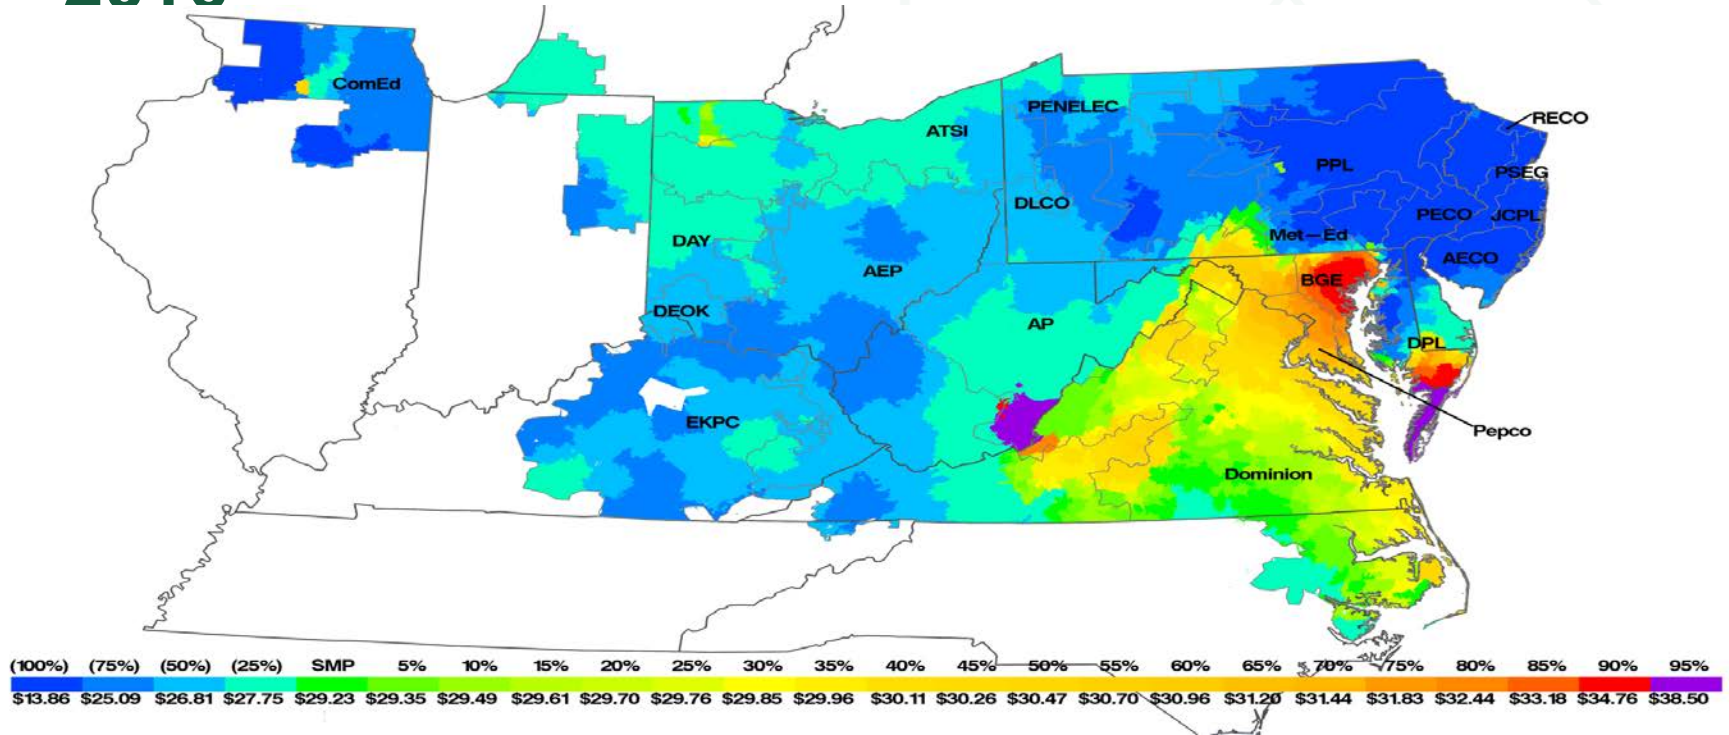 ComEd
PENELEC
RECO
ATSI
PPL
PSEG
DLCO
PECO
JCPL
Met-Ed
DAY
AECO
AEP
BGE
DEOK
AP
DPL
EKPC
Pepco
Dominion
(100%) (75%) (50%) (25%) SMP 5% 10% 15% 20% 25% 30% 35% 40% 45% 50% 55% 60% 65% 70% 75% 80% 85% 90% 95%
$13.86 $25.09 $26.81 $27.75 $29.23 $29.35 $29.49 $29.61 $29.70 $29.76 $29.85 $29.96 $30.11 $30.26 $30.47 $30.70 $30.96 $31.20 $31.44 $31.83 $32.44 $33.18 $34.76 $38.50